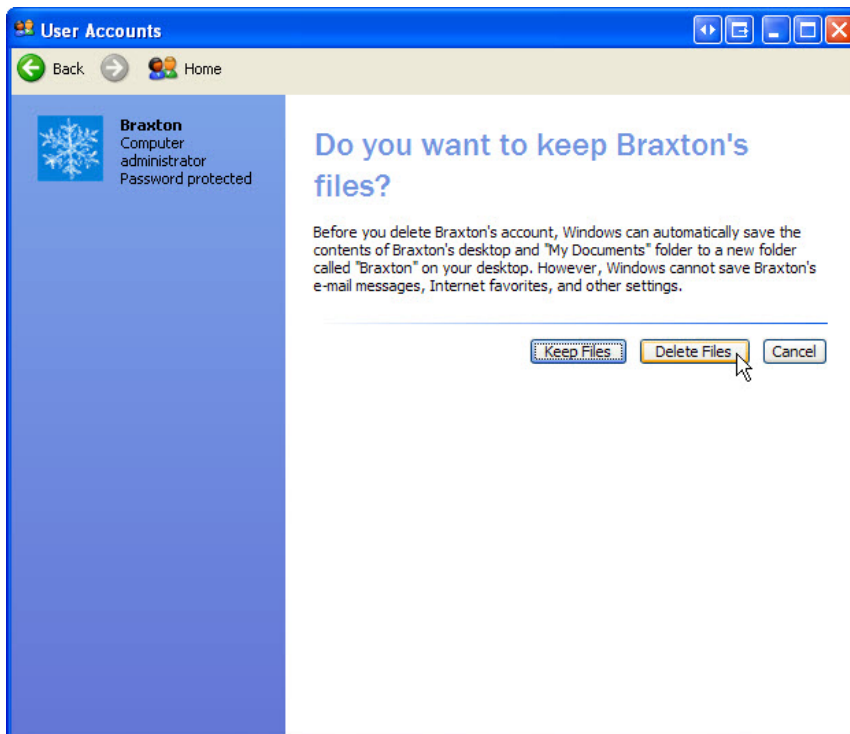 User Accounts
Back
Home
Braxton
Computer
administrator
Password protected
Do you want to keep Braxton's
files?
Before you delete Braxton's account, Windows can automatically save the
contents of Braxton's desktop and "My Documents" folder to a new folder
called "Braxton" on your desktop. However, Windows cannot save Braxton's
e-mail messages, Internet favorites, and other settings.
Keep Files
Delete Files
Cancel